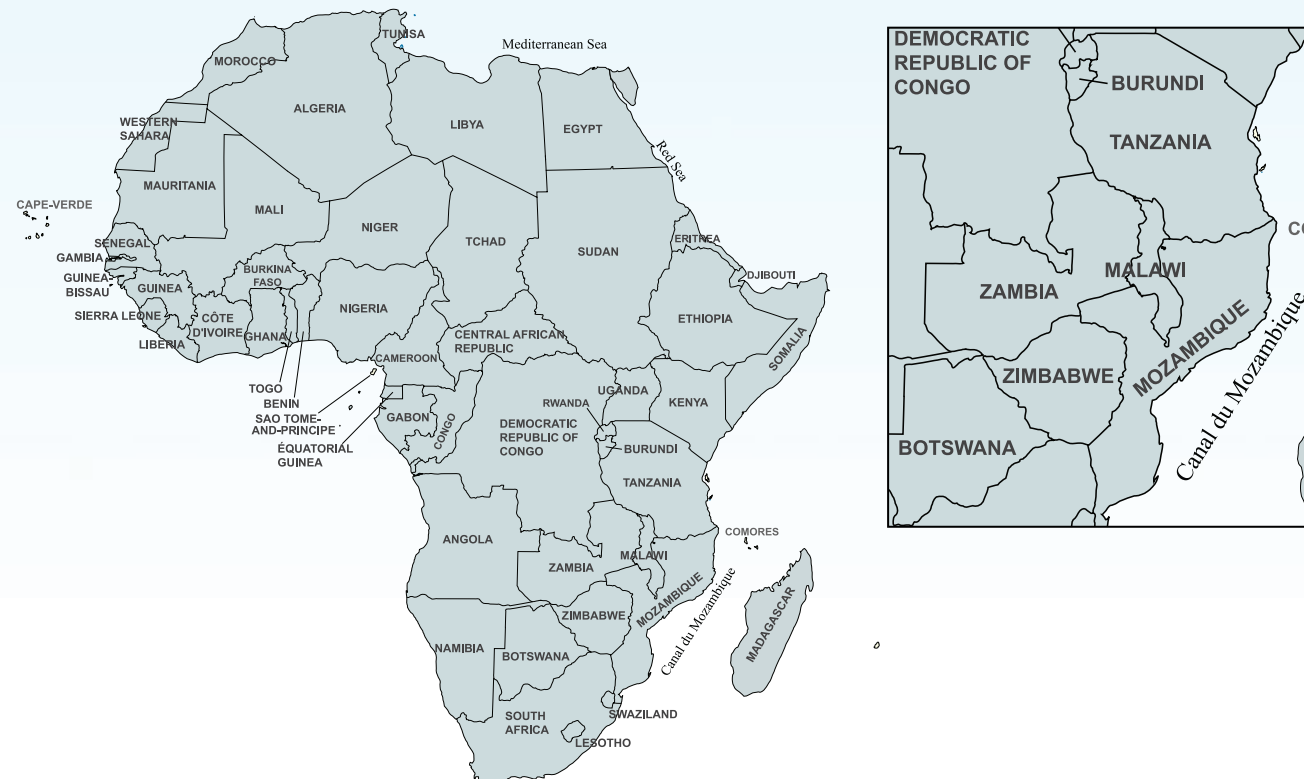 TUNISA
Mediterranean Sea
MOROCCO
ALGERIA
LIBYA
EGYPT
WESTERN
SAHARA
Red Sea
MAURITANIA
MALI
NIGER
TCHAD
SUDAN
ERITREA
CAPE-VERDE
SENEGAL
GAMBIA
GUINEA-
BISSAU
GUINEA
BURKINA
FASO
DJIBOUTI
SIERRA LEONE
CÔTE
D'IVOIRE
GHANA
NIGERIA
ETHIOPIA
LIBERIA
CENTRAL AFRICAN
REPUBLIC
SOMALIA
CAMEROON
TOGO
BENIN
SAO TOME-
AND-PRINCIPE
ÉQUATORIAL
GUINEA
GABON
CONGO
UGANDA
KENYA
RWANDA
DEMOCRATIC
REPUBLIC OF
CONGO
BURUNDI
TANZANIA
COMORES
ANGOLA
ZAMBIA
MALAWI
MOZAMBIQUE
Canal du Mozambique
MADAGASCAR
ZIMBABWE
NAMIBIA
BOTSWANA
SOUTH
AFRICA
SWAZILAND
LESOTHO
DEMOCRATIC
REPUBLIC OF
CONGO
BURUNDI
TANZANIA
CO
MALAWI
ZAMBIA
MOZAMBIQUE
Canal du Mozambique
ZIMBABWE
BOTSWANA